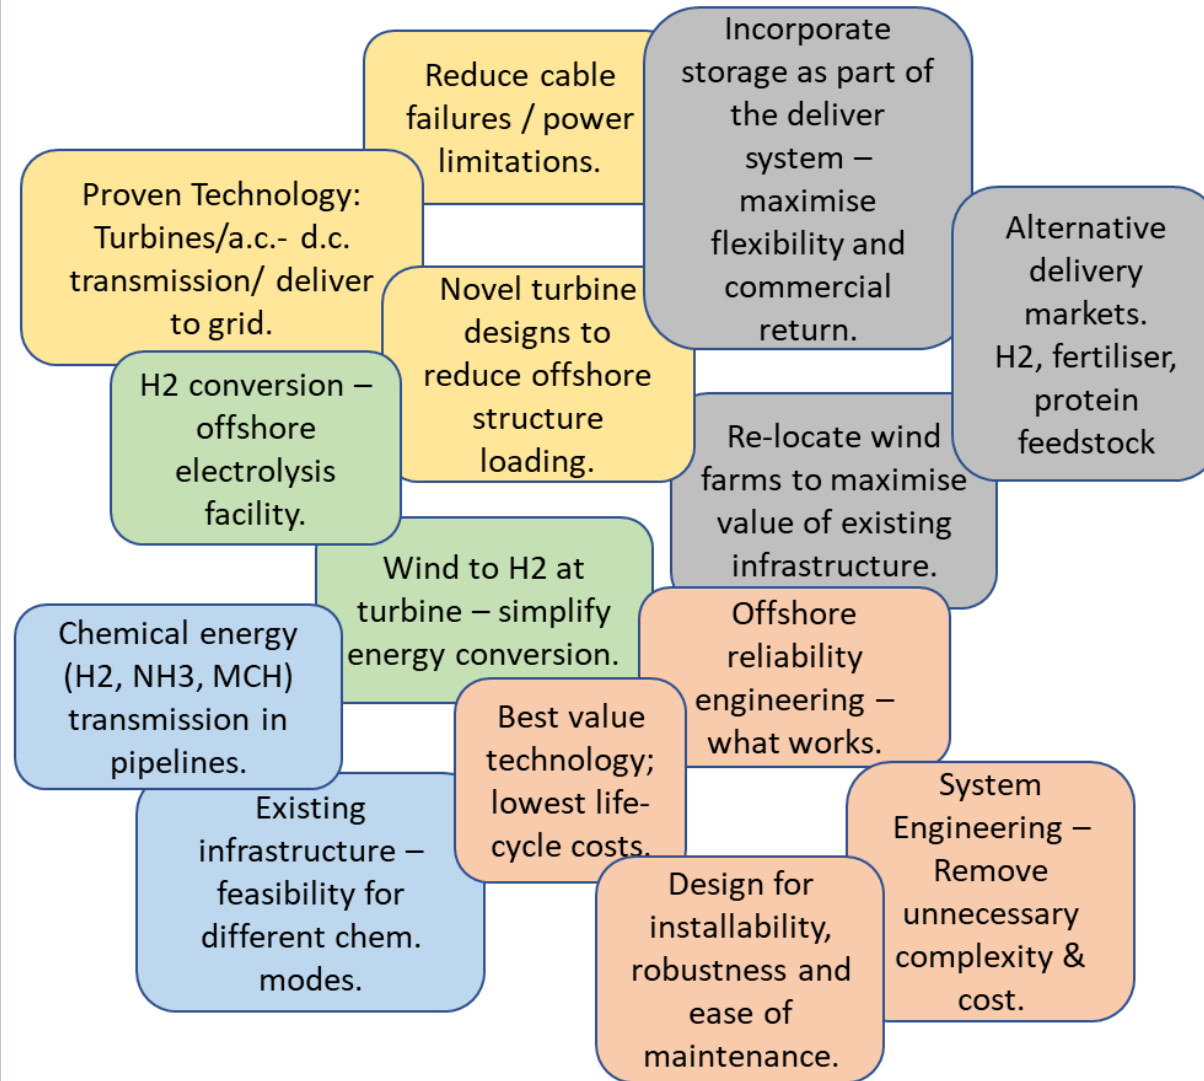 Reduce cable
failures / power
limitations.
Incorporate
storage as part of
the deliver
system –
maximise
flexibility and
commercial
return.
Proven Technology:
Turbines/a.c.- d.c.
transmission/ deliver
to grid.
Alternative
delivery
markets.
H2, fertiliser,
protein
feedstock
Novel turbine
designs to
reduce offshore
structure
loading.
H2 conversion –
offshore
electrolysis
facility.
Re-locate wind
farms to maximise
value of existing
infrastructure.
Wind to H2 at
turbine – simplify
energy conversion.
Offshore
reliability
engineering –
what works.
Chemical energy
(H2, NH3, MCH)
transmission in
pipelines.
Best value
technology;
lowest life-
cycle costs.
Existing
infrastructure –
feasibility for
different chem.
modes.
System
Engineering –
Remove
unnecessary
complexity &
cost.
Design for
installability,
robustness and
ease of
maintenance.